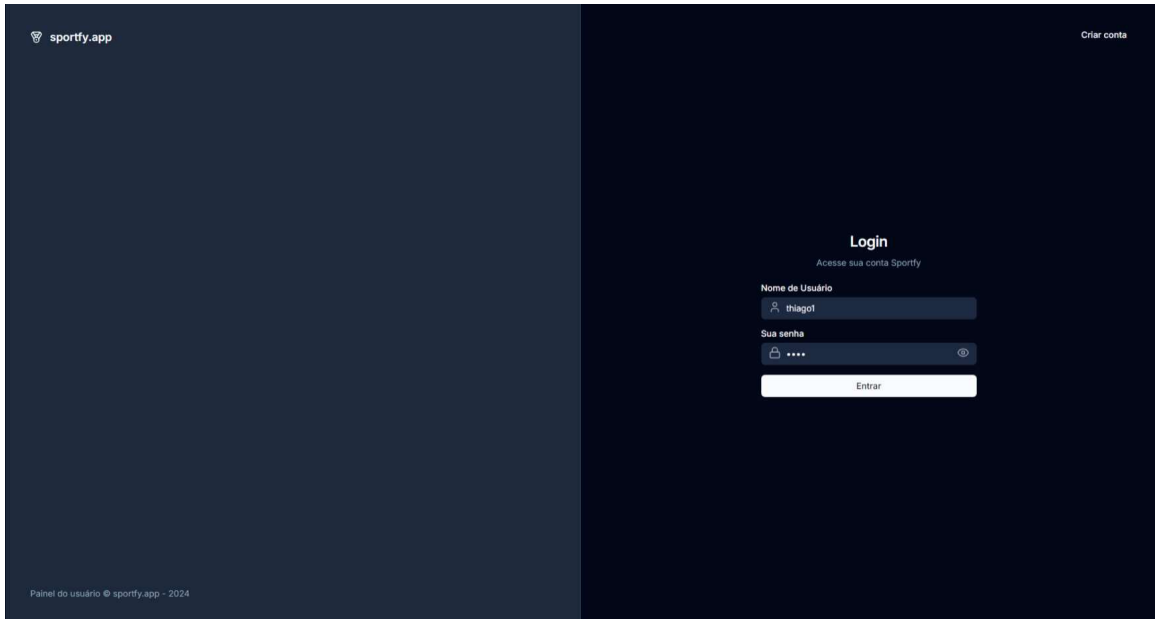 sportfy.app
Criar conta
Login
Acesse sua conta Sportfy
Nome de Usuário
thiago1
Sua senha
••••
Entrar
Painel do usuário © sportfy.app - 2024